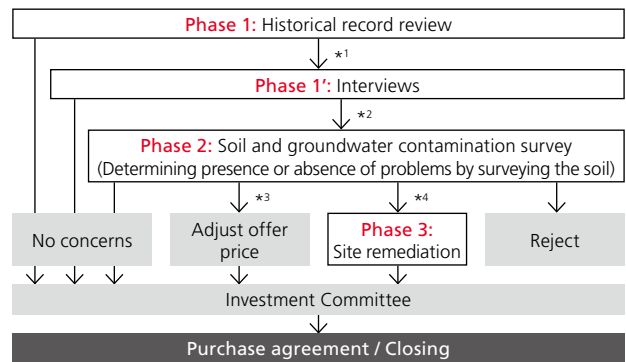 Phase 1: Historical record review
*1
Phase 1': Interviews
*2
Phase 2: Soil and groundwater contamination survey
(Determining presence or absence of problems by surveying the soil)
*3
*4
No concerns
Adjust offer
price
Phase 3:
Site remediation
Reject
Investment Committee
Purchase agreement / Closing